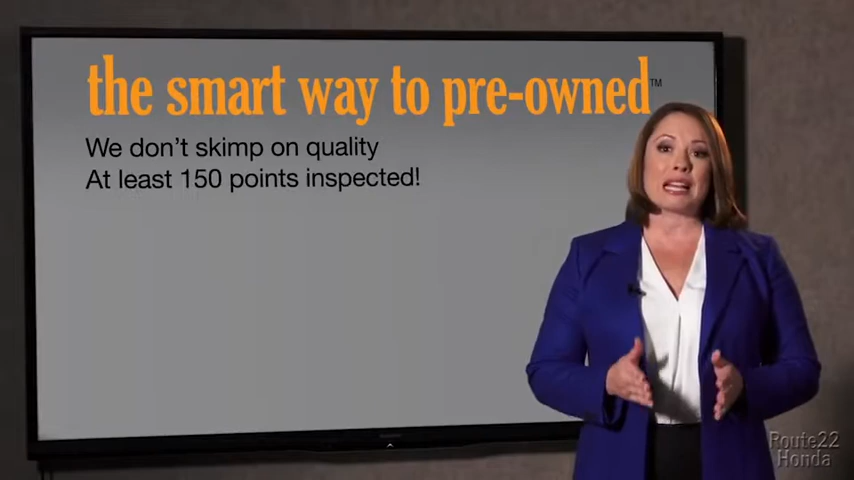 the smart way to pre-owned™
We don't skimp on quality
At least 150 points inspected!
Route22
Honda